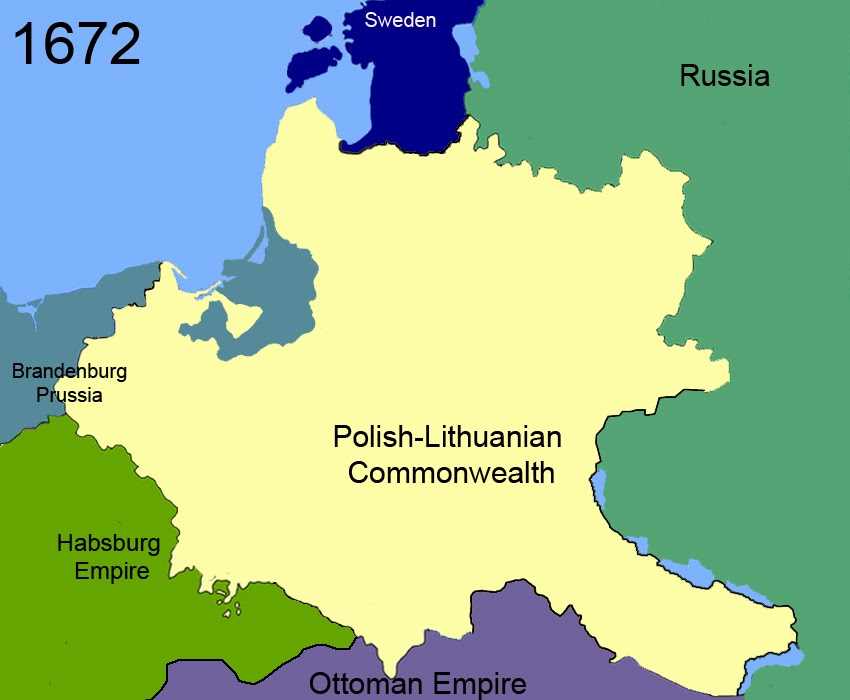 1672
Sweden
Russia
Brandenburg
Prussia
Polish-Lithuanian
Commonwealth
Habsburg
Empire
Ottoman Empire